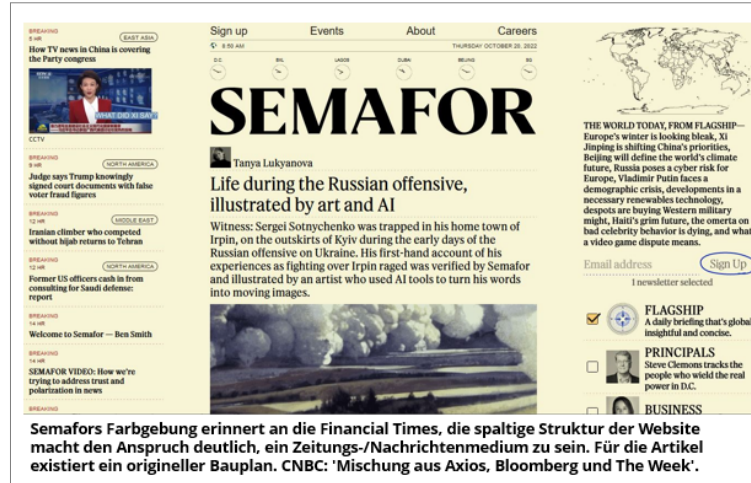 BREAKING
5 HR
EAST ASIA
How TV news in China is covering
the Party congress
WHAT DID XI SAY
CCTV
BREAKING
9 HR
NORTH AMERICA
Judge says Trump knowingly
signed court documents with false
voter fraud figures
BREAKING
12 HR
MIDDLE EAST
Iranian climber who competed
without hijab returns to Tehran
BREAKING
12 HR
NORTH AMERICA
Former US officers cash in from
consulting for Saudi defense:
report
BREAKING
14 HR
Welcome to Semafor — Ben Smith
BREAKING
14 HR
SEMAFOR VIDEO: How we're
trying to address trust and
polarization in news
BREAKING
Sign up Events About Careers
8:50 AM THURSDAY OCTOBER 20, 2022
D.C. BXL LAGOS DUBAI BEIJING SG
SEMAFOR
Tanya Lukyanova
Life during the Russian offensive,
illustrated by art and AI
Witness: Sergei Sotnychenko was trapped in his home town of
Irpin, on the outskirts of Kyiv during the early days of the
Russian offensive on Ukraine. His first-hand account of his
experiences as fighting over Irpin raged was verified by Semafor
and illustrated by an artist who used AI tools to turn his words
into moving images.
THE WORLD TODAY, FROM FLAGSHIP—
Europe's winter is looking bleak, Xi
Jinping is shifting China's priorities,
Beijing will define the world's climate
future, Russia poses a cyber risk for
Europe, Vladimir Putin faces a
demographic crisis, developments in a
necessary renewables technology,
despots are buying Western military
might, Haiti's grim future, the omerta on
bad celebrity behavior is dying, and what
a video game dispute means.
Email address Sign Up
1 newsletter selected
FLAGSHIP
A daily briefing that's global,
insightful and concise.
PRINCIPALS
Steve Clemons tracks the
people who wield the real
power in D.C.
BUSINESS
Semafors Farbgebung erinnert an die Financial Times, die spaltige Struktur der Website
macht den Anspruch deutlich, ein Zeitungs-/Nachrichtenmedium zu sein. Für die Artikel
existiert ein origineller Bauplan. CNBC: 'Mischung aus Axios, Bloomberg und The Week'.